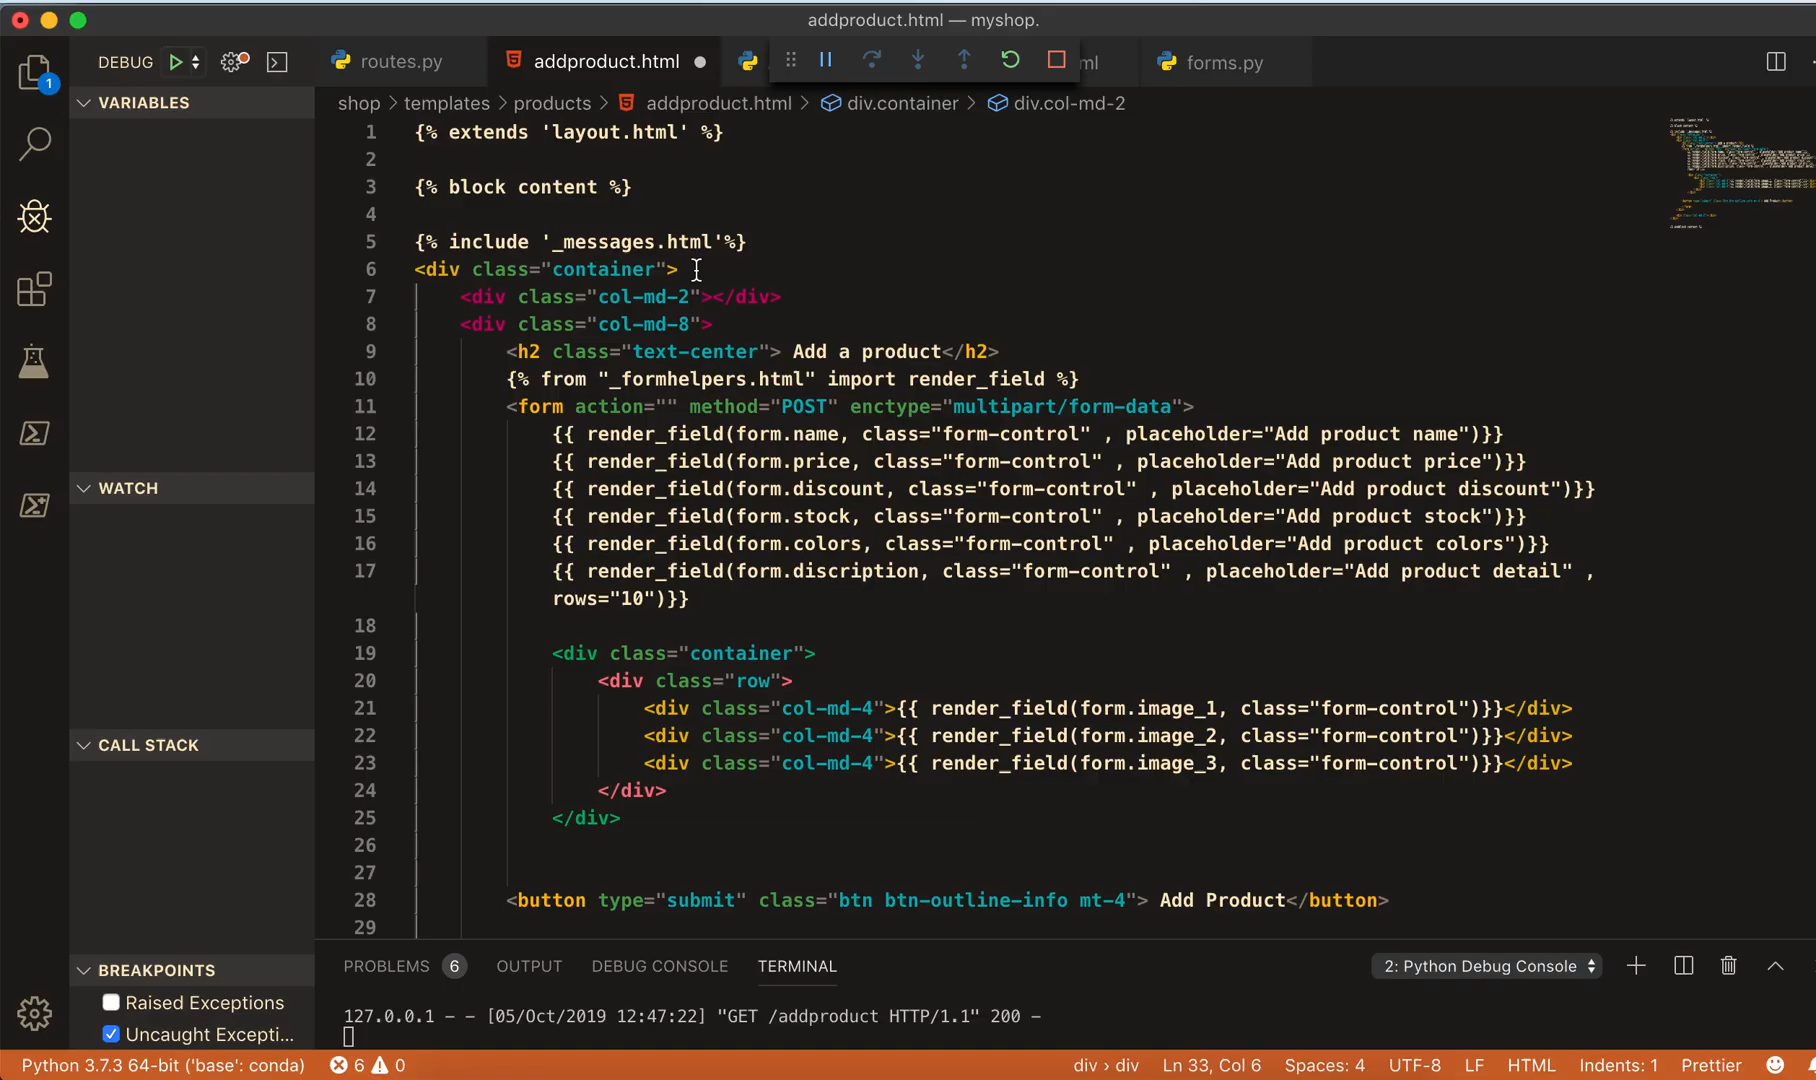 addproduct.html — myshop.
1
DEBUG
routes.py
addproduct.html
ml
forms.py
VARIABLES
shop > templates > products > addproduct.html > div.container > div.col-md-2
1 {% extends 'layout.html' %}
2
3 {% block content %}
4
5 {% include '_messages.html'%}
6 <div class="container">
7 <div class="col-md-2"></div>
8 <div class="col-md-8">
9 <h2 class="text-center"> Add a product</h2>
10 {% from "_formhelpers.html" import render_field %}
11 <form action="" method="POST" enctype="multipart/form-data">
12 {{ render_field(form.name, class="form-control" , placeholder="Add product name")}}
13 {{ render_field(form.price, class="form-control" , placeholder="Add product price")}}
14 {{ render_field(form.discount, class="form-control" , placeholder="Add product discount")}}
15 {{ render_field(form.stock, class="form-control" , placeholder="Add product stock")}}
16 {{ render_field(form.colors, class="form-control" , placeholder="Add product colors")}}
17 {{ render_field(form.discription, class="form-control" , placeholder="Add product detail" ,
rows="10")}}
18
19 <div class="container">
20 <div class="row">
21 <div class="col-md-4">{{ render_field(form.image_1, class="form-control")}}</div>
22 <div class="col-md-4">{{ render_field(form.image_2, class="form-control")}}</div>
23 <div class="col-md-4">{{ render_field(form.image_3, class="form-control")}}</div>
24 </div>
25 </div>
26
27
28 <button type="submit" class="btn btn-outline-info mt-4"> Add Product</button>
29
WATCH
CALL STACK
BREAKPOINTS
Raised Exceptions
Uncaught Excepti...
PROBLEMS 6 OUTPUT DEBUG CONSOLE TERMINAL
2: Python Debug Console
127.0.0.1 - - [05/Oct/2019 12:47:22] "GET /addproduct HTTP/1.1" 200 -
Python 3.7.3 64-bit ('base': conda) 6 0
div > div Ln 33, Col 6 Spaces: 4 UTF-8 LF HTML Indents: 1 Prettier